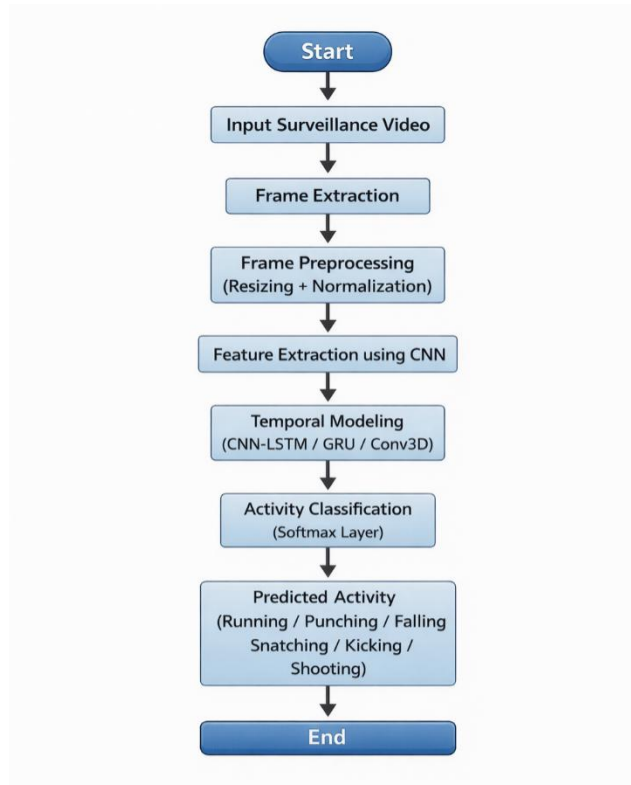 Start
Input Surveillance Video
Frame Extraction
Frame Preprocessing
(Resizing + Normalization)
Feature Extraction using CNN
Temporal Modeling
(CNN-LSTM / GRU / Conv3D)
Activity Classification
(Softmax Layer)
Predicted Activity
(Running / Punching / Falling
Snatching / Kicking /
Shooting)
End